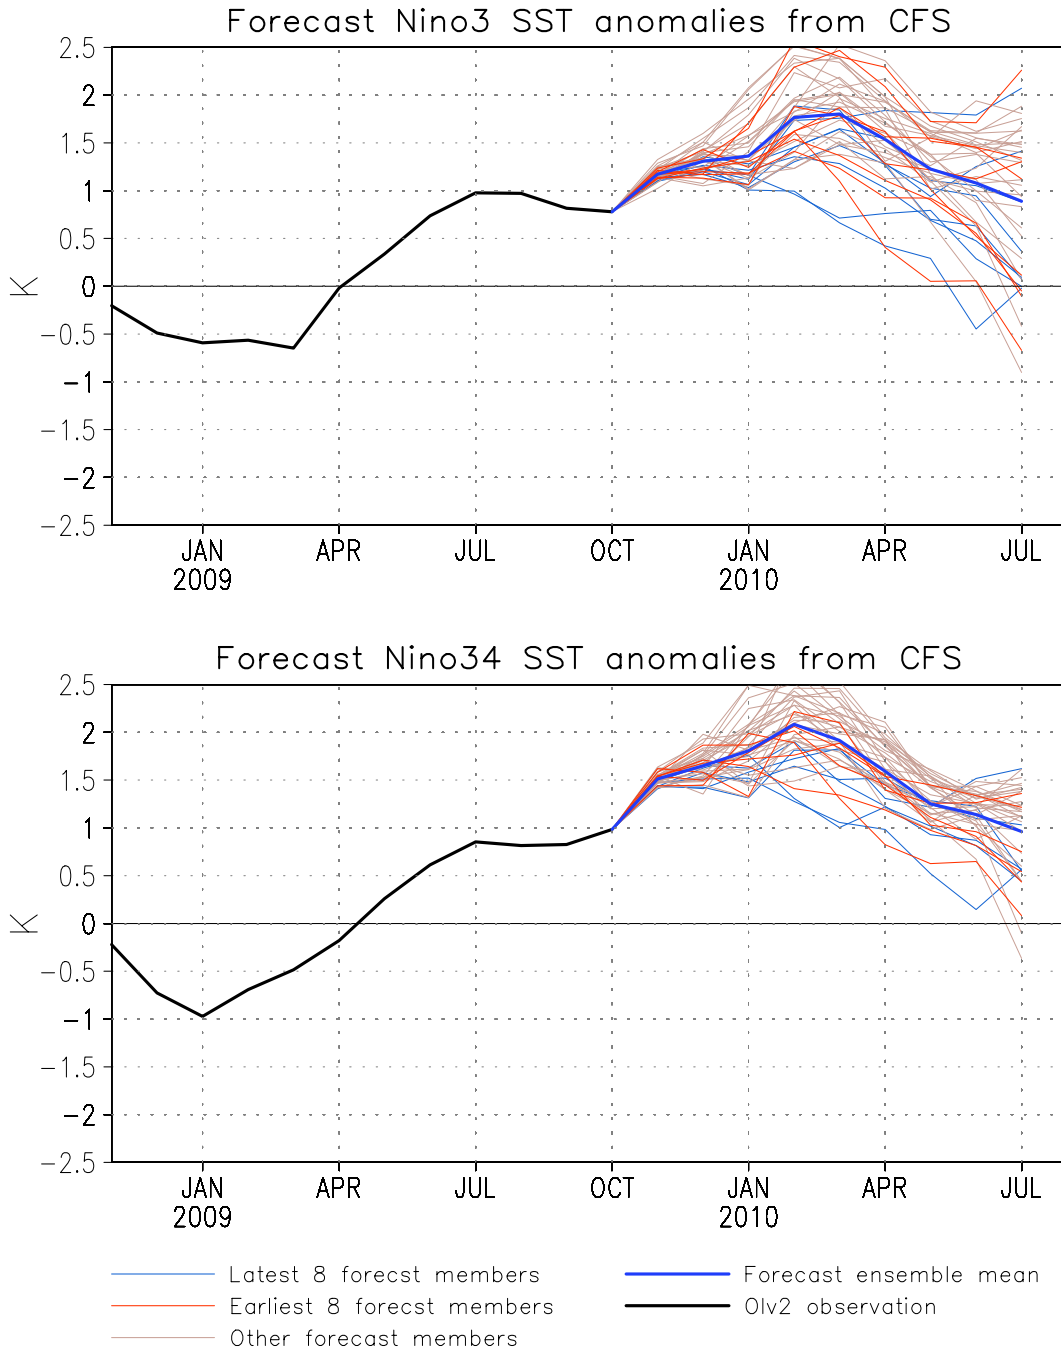 Forecast Nino3 SST anomalies from CFS
2.5
2
1.5
1
0.5
0
-0.5
-1
-1.5
-2
-2.5
K
JAN APR JUL OCT JAN APR JUL
2009 2010
Forecast Nino34 SST anomalies from CFS
2.5
2
1.5
1
0.5
0
-0.5
-1
-1.5
-2
-2.5
K
JAN APR JUL OCT JAN APR JUL
2009 2010
Latest 8 forecst members
Earliest 8 forecst members
Other forecast members
Forecast ensemble mean
OIv2 observation